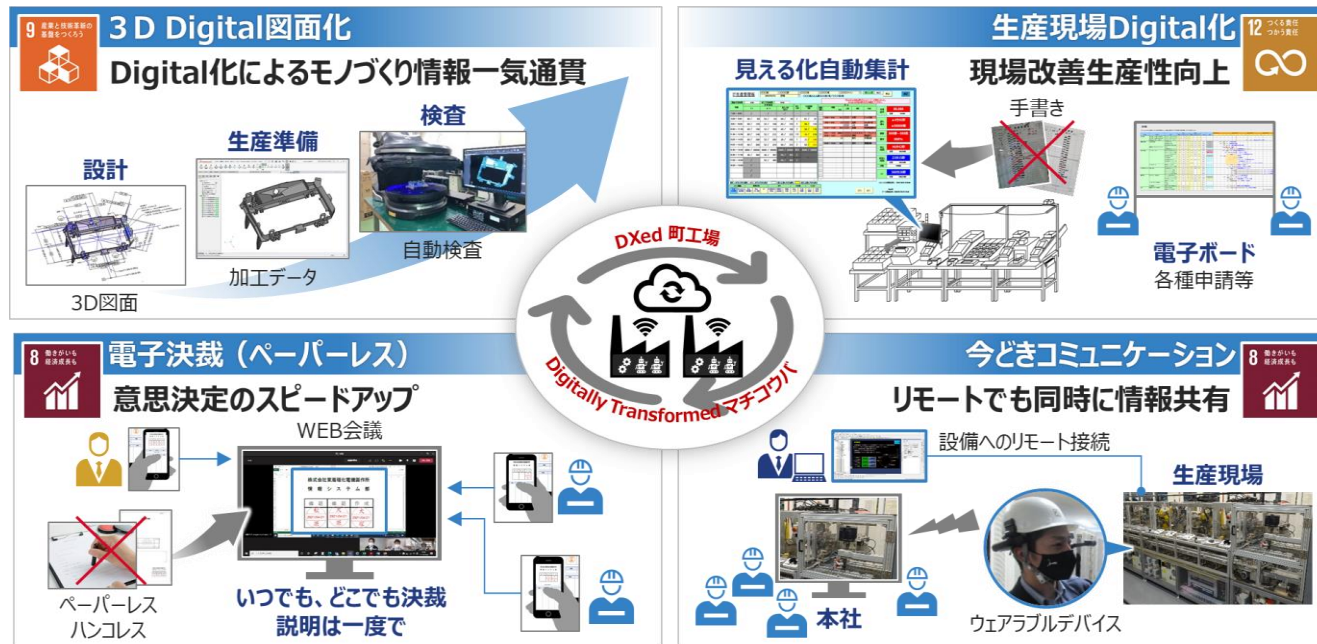 9 産業と技術革新の
基盤をつくろう
3D Digital図面化
Digital化によるモノづくり情報一気通貫
設計
3D図面
生産準備
加工データ
検査
自動検査
生産現場Digital化
12 つくる責任
つかう責任
見える化自動集計
現場改善生産性向上
手書き
電子ボード
各種申請等
DXed 町工場
Digitally Transformed マチコウバ
8 働きがいも
経済成長も
電子決裁（ペーパーレス）
意思決定のスピードアップ
WEB会議
情報システム部
ペーパーレス
ハンコレス
いつでも、どこでも決裁
説明は一度で
今どきコミュニケーション
8 働きがいも
経済成長も
リモートでも同時に情報共有
設備へのリモート接続
生産現場
本社
ウェアラブルデバイス